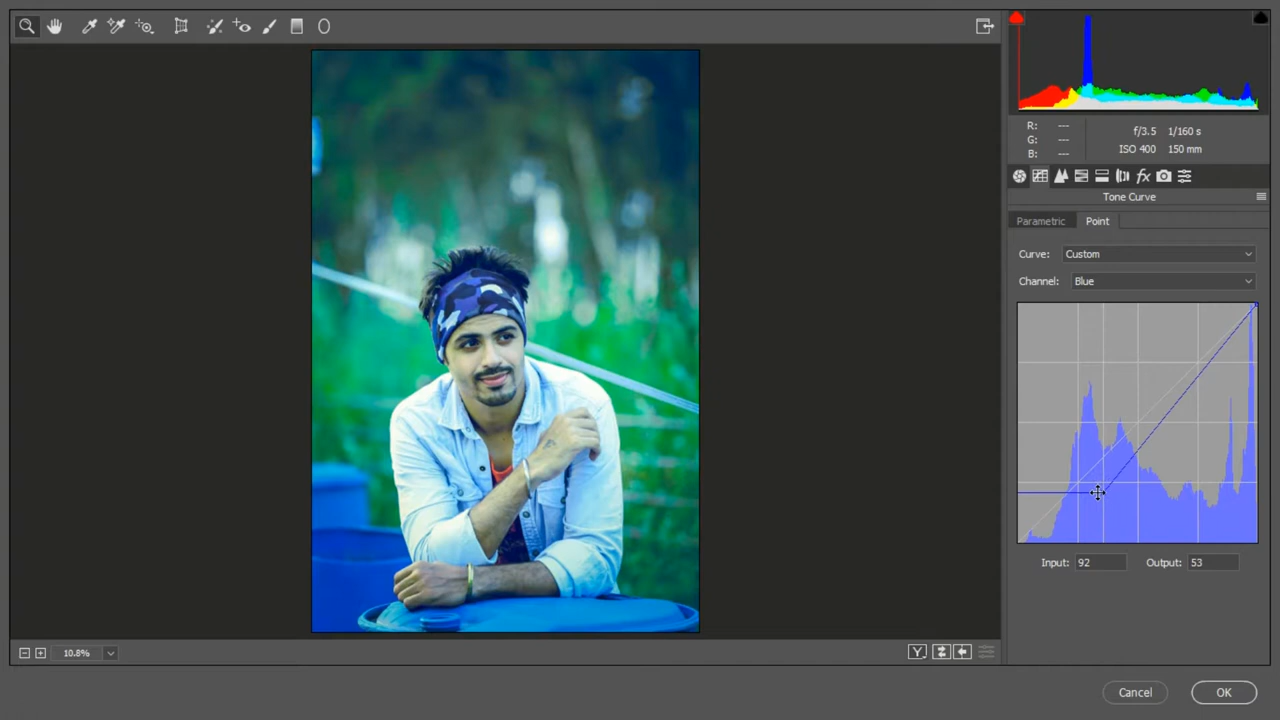 R: ---
G: ---
B: ---
f/3.5 1/160 s
ISO 400 150 mm
fx
Tone Curve
Parametric Point
Curve: Custom
Channel: Blue
Input: 92 Output: 53
10.8%
Y
Cancel OK